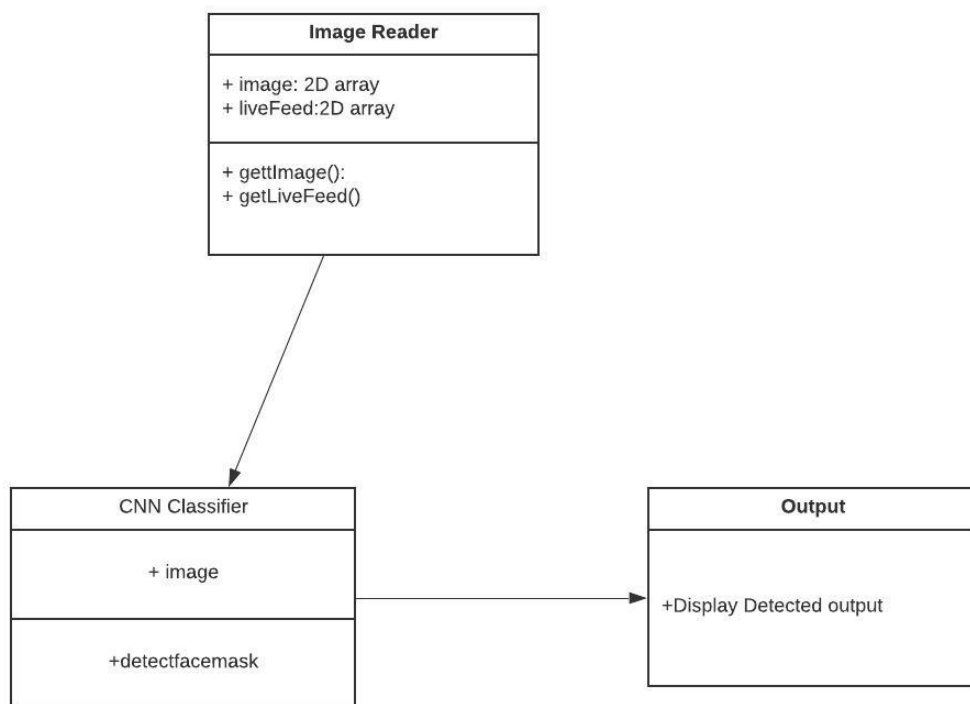 Image Reader
+ image: 2D array
+ liveFeed:2D array
+ gettImage():
+ getLiveFeed()
CNN Classifier
+ image
+detectfacemask
Output
+Display Detected output